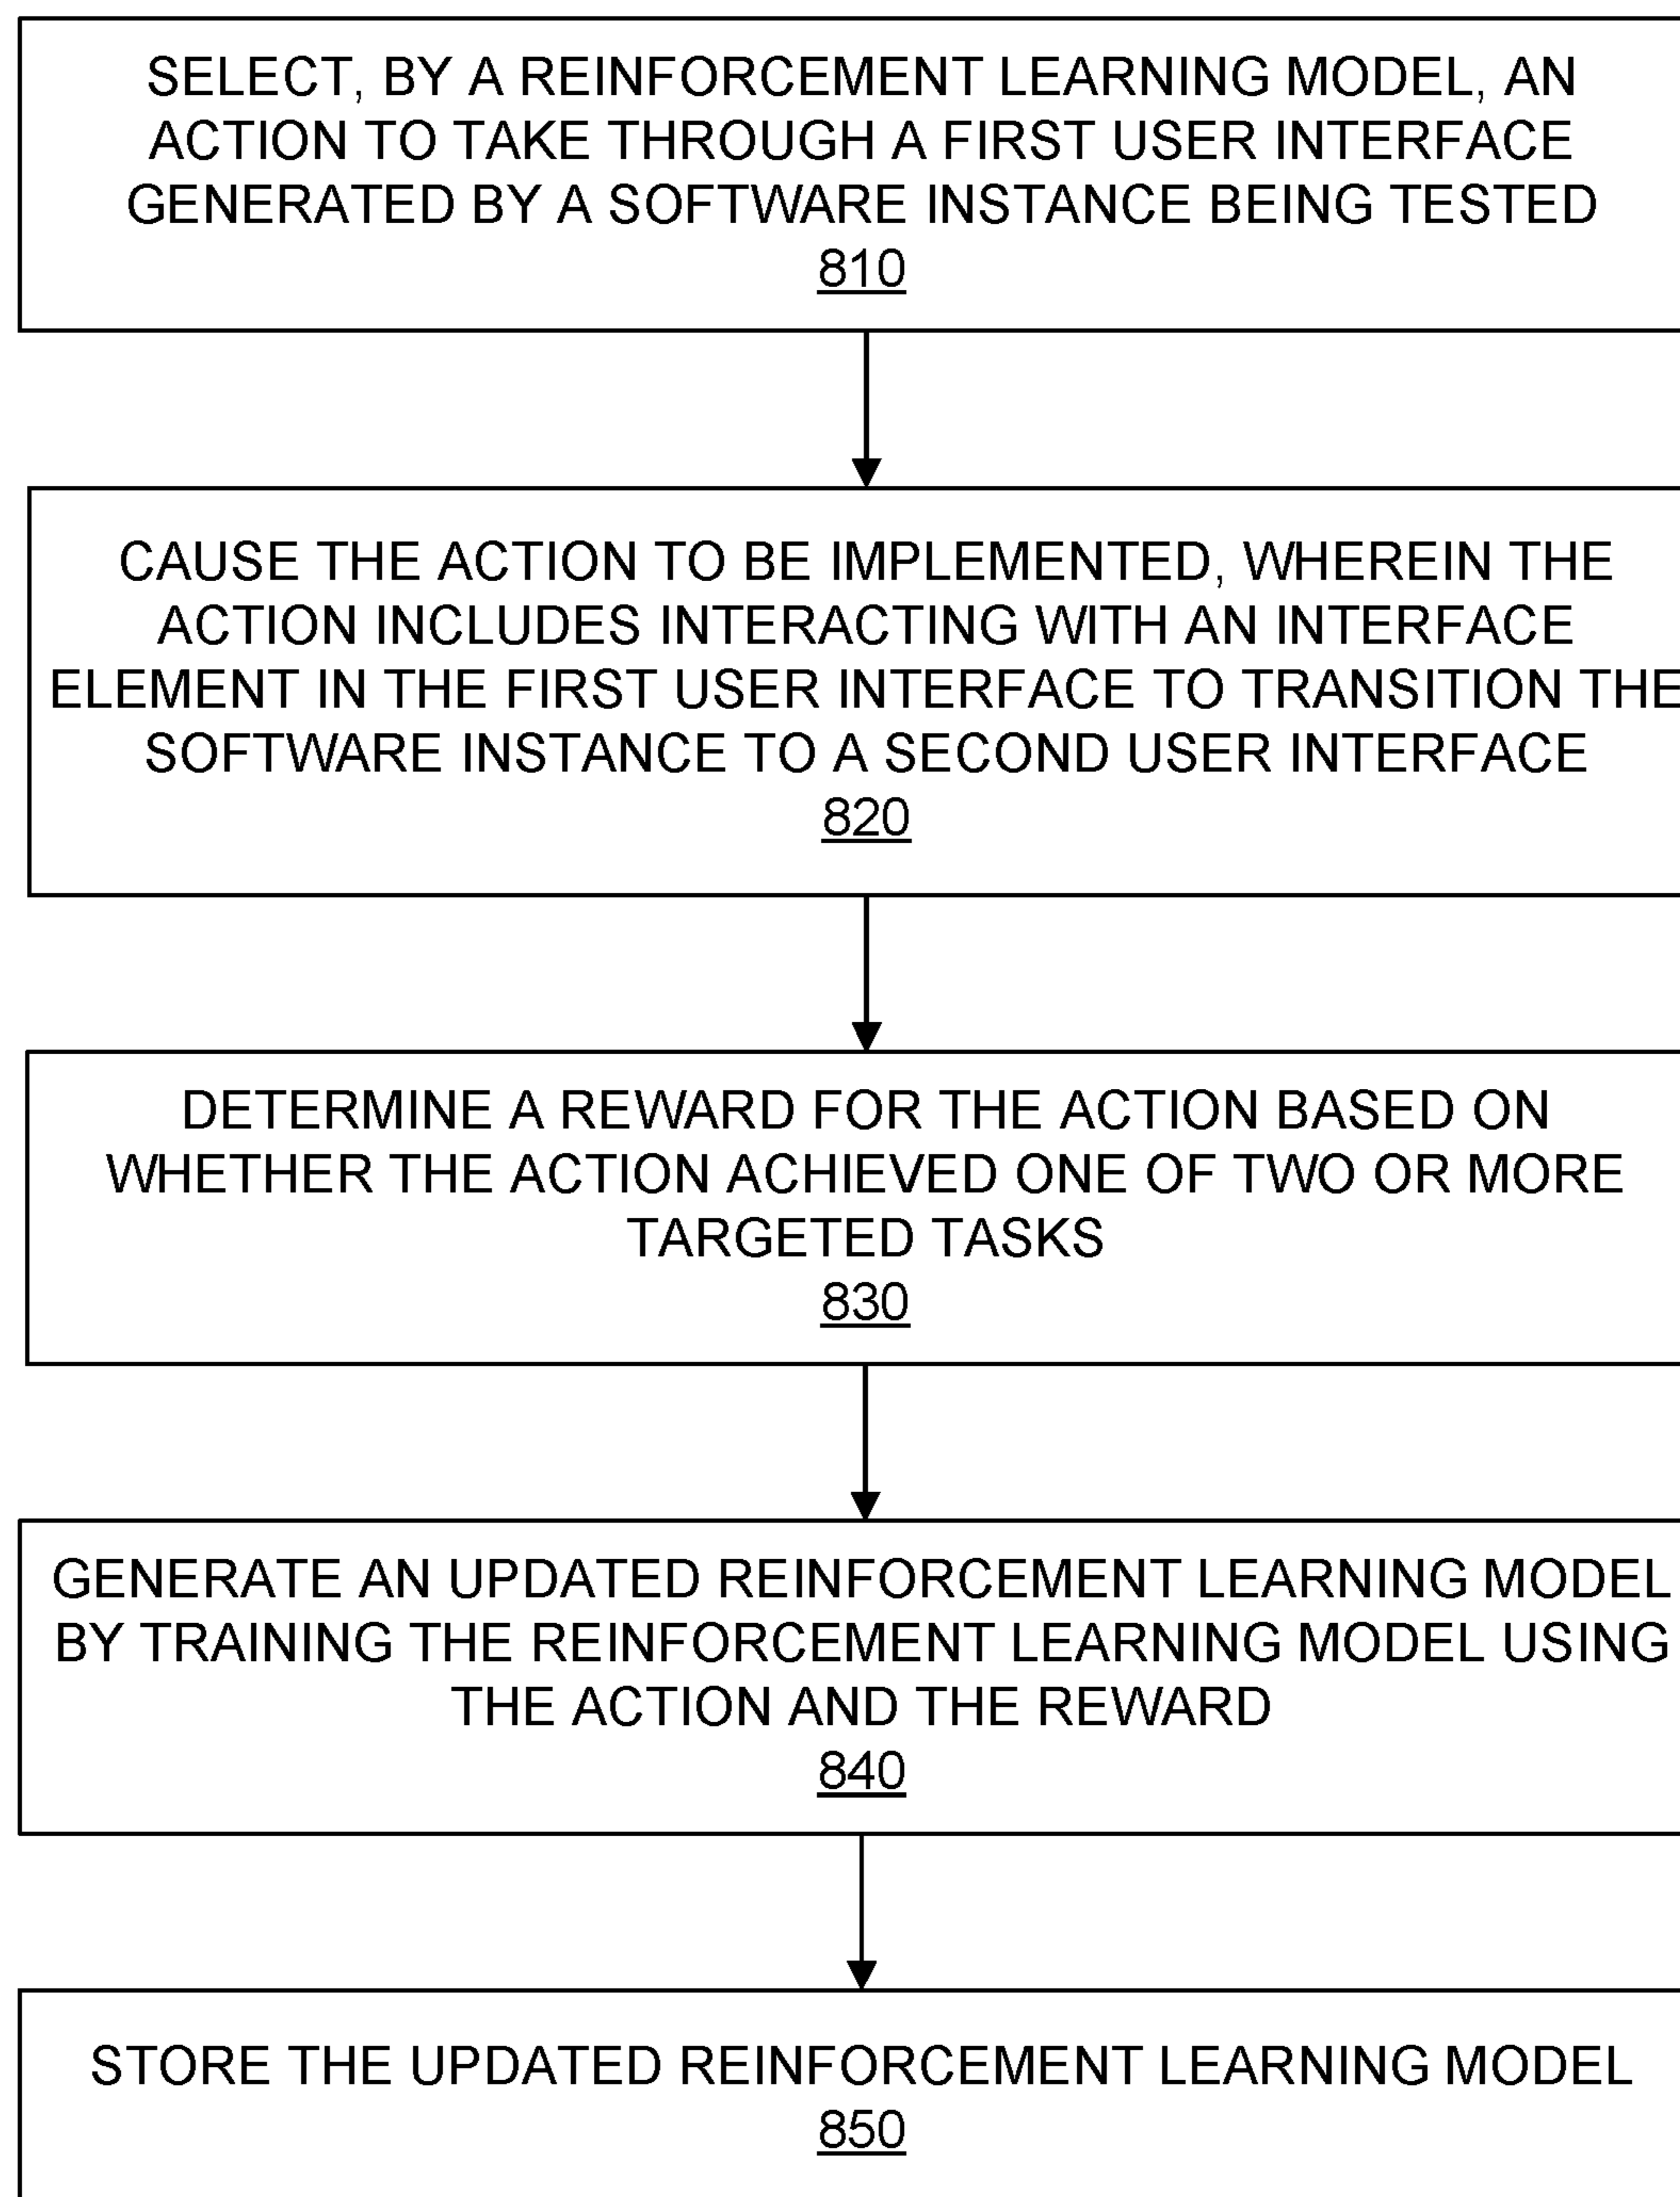 SELECT, BY A REINFORCEMENT LEARNING MODEL, AN
ACTION TO TAKE THROUGH A FIRST USER INTERFACE
GENERATED BY A SOFTWARE INSTANCE BEING TESTED
810
CAUSE THE ACTION TO BE IMPLEMENTED, WHEREIN THE
ACTION INCLUDES INTERACTING WITH AN INTERFACE
ELEMENT IN THE FIRST USER INTERFACE TO TRANSITION THE
SOFTWARE INSTANCE TO A SECOND USER INTERFACE
820
DETERMINE A REWARD FOR THE ACTION BASED ON
WHETHER THE ACTION ACHIEVED ONE OF TWO OR MORE
TARGETED TASKS
830
GENERATE AN UPDATED REINFORCEMENT LEARNING MODEL
BY TRAINING THE REINFORCEMENT LEARNING MODEL USING
THE ACTION AND THE REWARD
840
STORE THE UPDATED REINFORCEMENT LEARNING MODEL
850